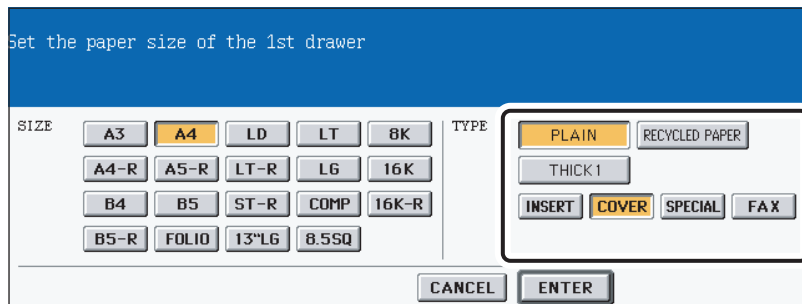 Set the paper size of the 1st drawer
SIZE
A3 A4 LD LT 8K
A4-R A5-R LT-R LG 16K
B4 B5 ST-R COMP 16K-R
B5-R FOLIO 13"LG 8.5SQ
TYPE
PLAIN RECYCLED PAPER
THICK1
INSERT COVER SPECIAL FAX
CANCEL ENTER